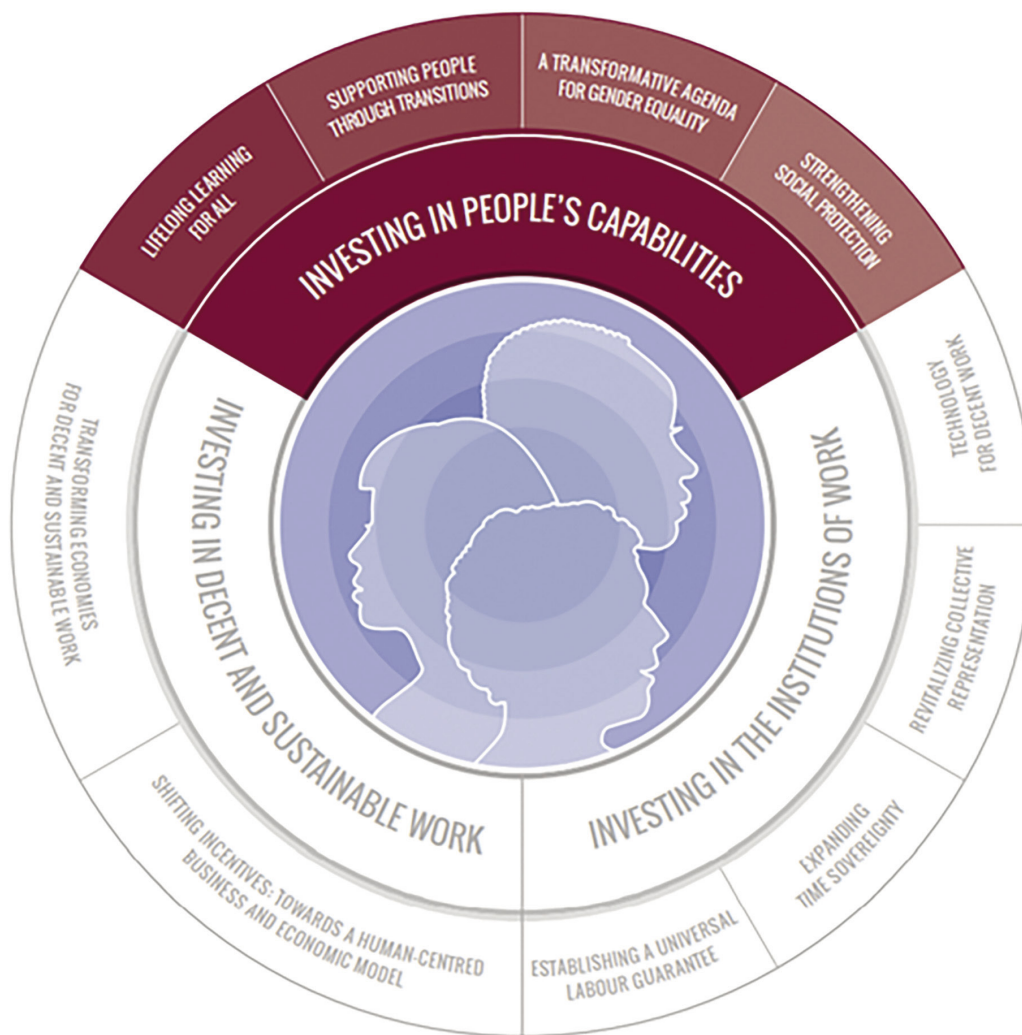 INVESTING IN PEOPLE'S CAPABILITIES
LIFELONG LEARNING
FOR ALL
SUPPORTING PEOPLE
THROUGH TRANSITIONS
A TRANSFORMATIVE AGENDA
FOR GENDER EQUALITY
STRENGTHENING
SOCIAL PROTECTION
INVESTING IN THE INSTITUTIONS OF WORK
TECHNOLOGY
FOR DECENT WORK
REVITALIZING COLLECTIVE
REPRESENTATION
EXPANDING
TIME SOVEREIGHTY
ESTABLISHING A UNIVERSAL
LABOUR GUARANTEE
INVESTING IN DECENT AND SUSTAINABLE WORK
SHIFTING INCENTIVES: TOWARDS A HUMAN-CENTRED
BUSINESS AND ECONOMIC MODEL
TRANSFORMING ECONOMIES
FOR DECENT AND SUSTAINABLE WORK